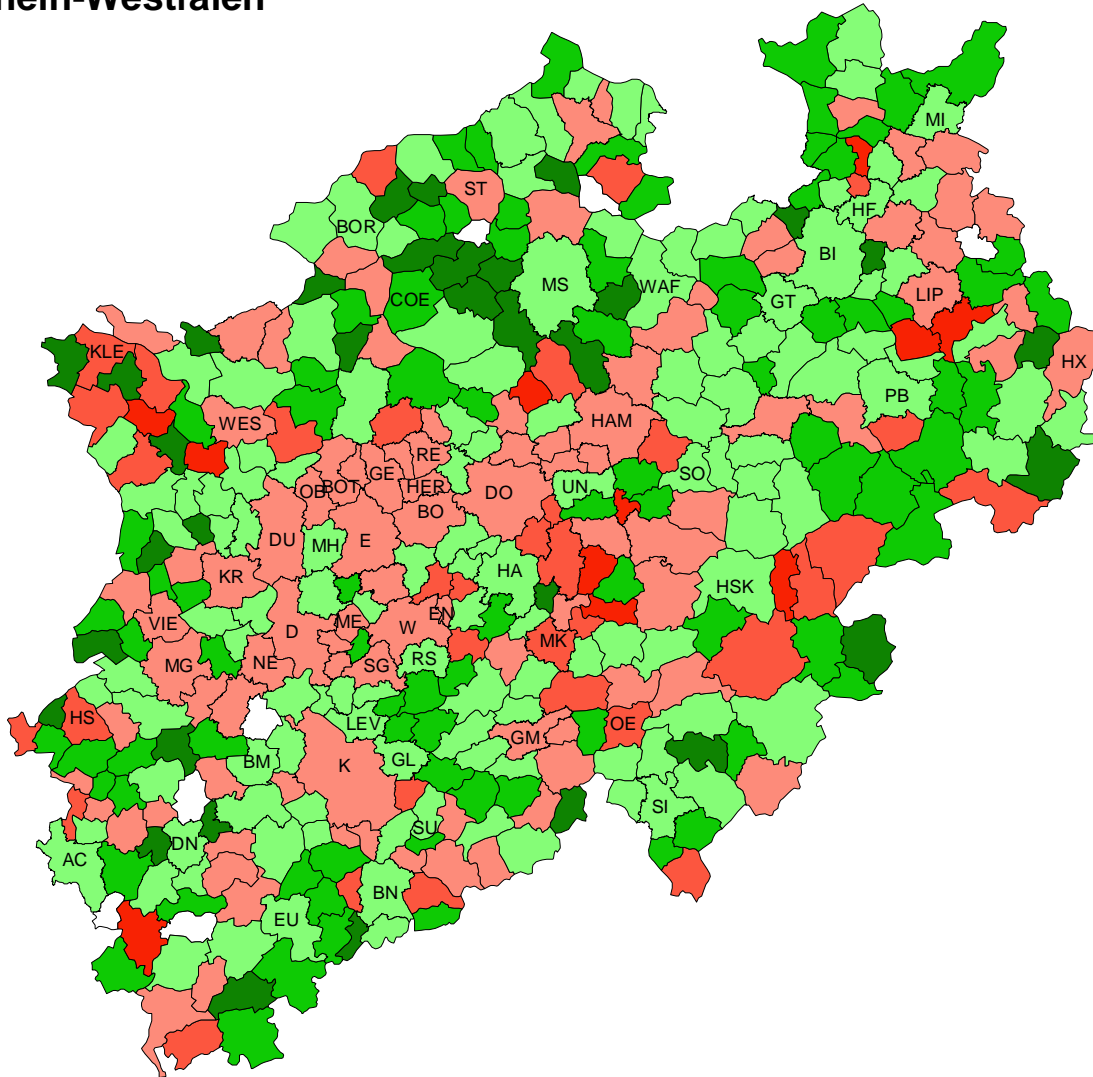 hein-Westfalen
MI
ST
HF
BOR
BI
MS
WAF
LIP
COE
GT
KLE
HX
PB
WES
HAM
RE
GE
SO
BOT
HER
UN
OB
DO
BO
DU
MH
E
HA
KR
HSK
EN
ME
VIE
W
D
MK
RS
MG
NE
SG
HS
LEV
OE
GM
BM
GL
K
SI
SU
DN
AC
BN
EU